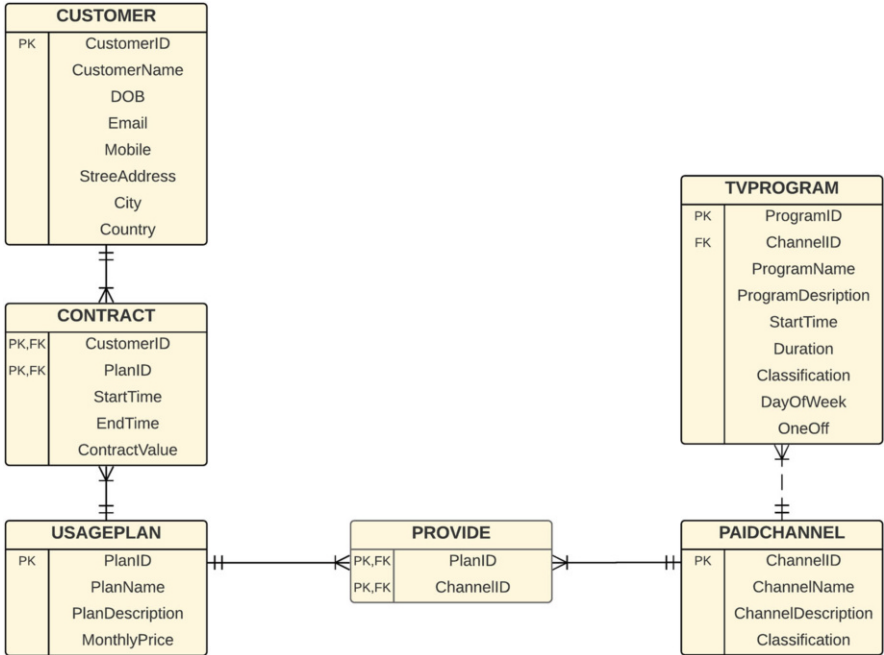 CUSTOMER
PK CustomerID
CustomerName
DOB
Email
Mobile
StreeAddress
City
Country
CONTRACT
PK,FK CustomerID
PK,FK PlanID
StartTime
EndTime
ContractValue
USAGEPLAN
PK PlanID
PlanName
PlanDescription
MonthlyPrice
PROVIDE
PK,FK PlanID
PK,FK ChannelID
TVPROGRAM
PK ProgramID
FK ChannelID
ProgramName
ProgramDesription
StartTime
Duration
Classification
DayOfWeek
OneOff
PAIDCHANNEL
PK ChannelID
ChannelName
ChannelDescription
Classification